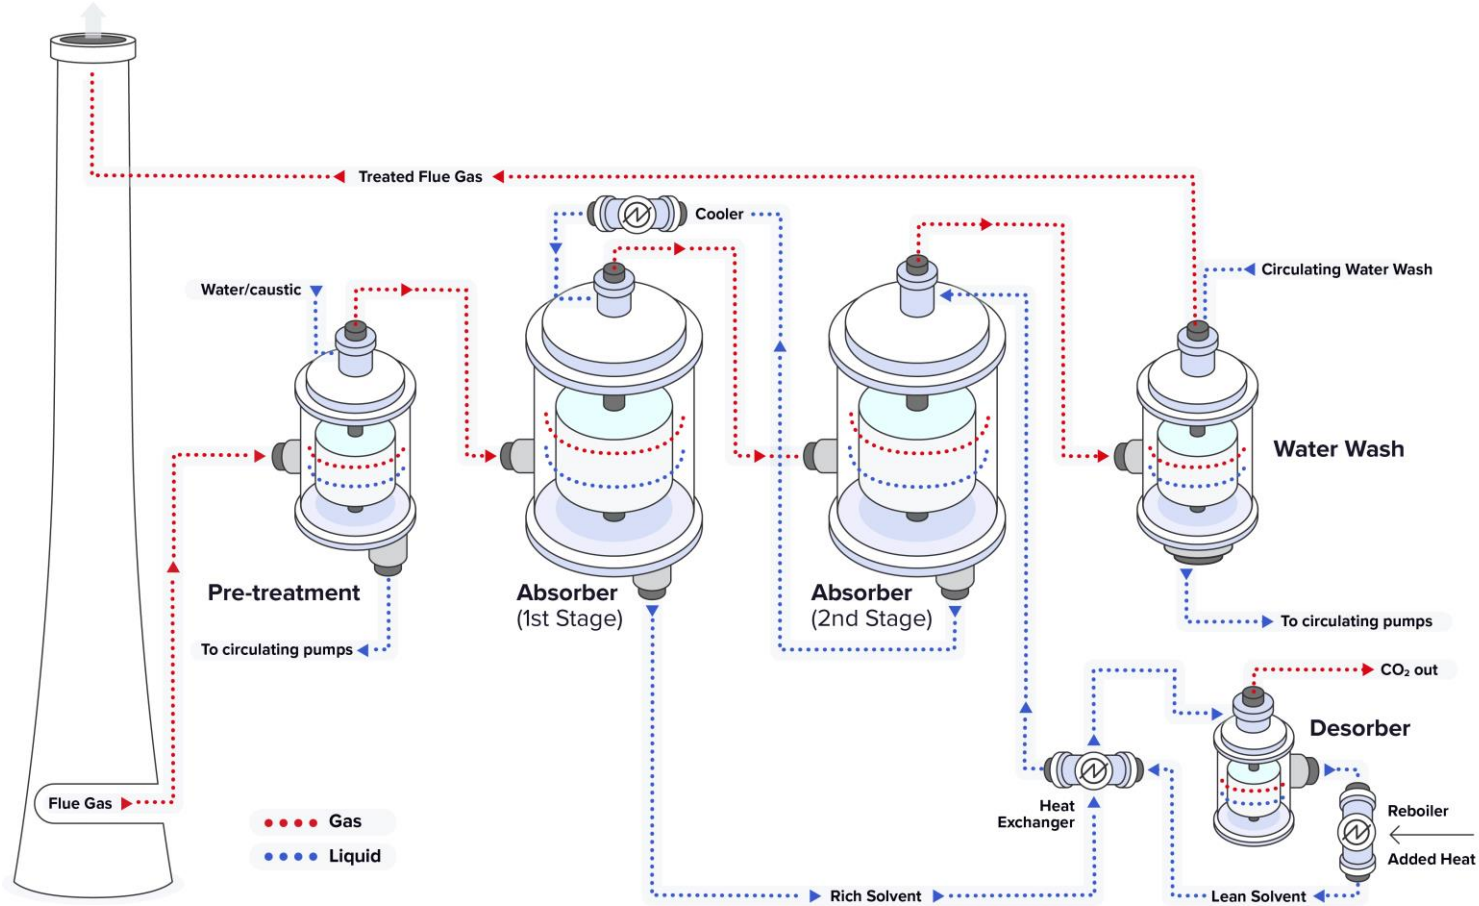 Treated Flue Gas
Cooler
Water/caustic
Circulating Water Wash
Water Wash
Pre-treatment
Absorber
(1st Stage)
Absorber
(2nd Stage)
To circulating pumps
To circulating pumps
CO₂ out
Desorber
Flue Gas
Heat
Exchanger
Reboiler
Added Heat
Gas
Liquid
Rich Solvent
Lean Solvent